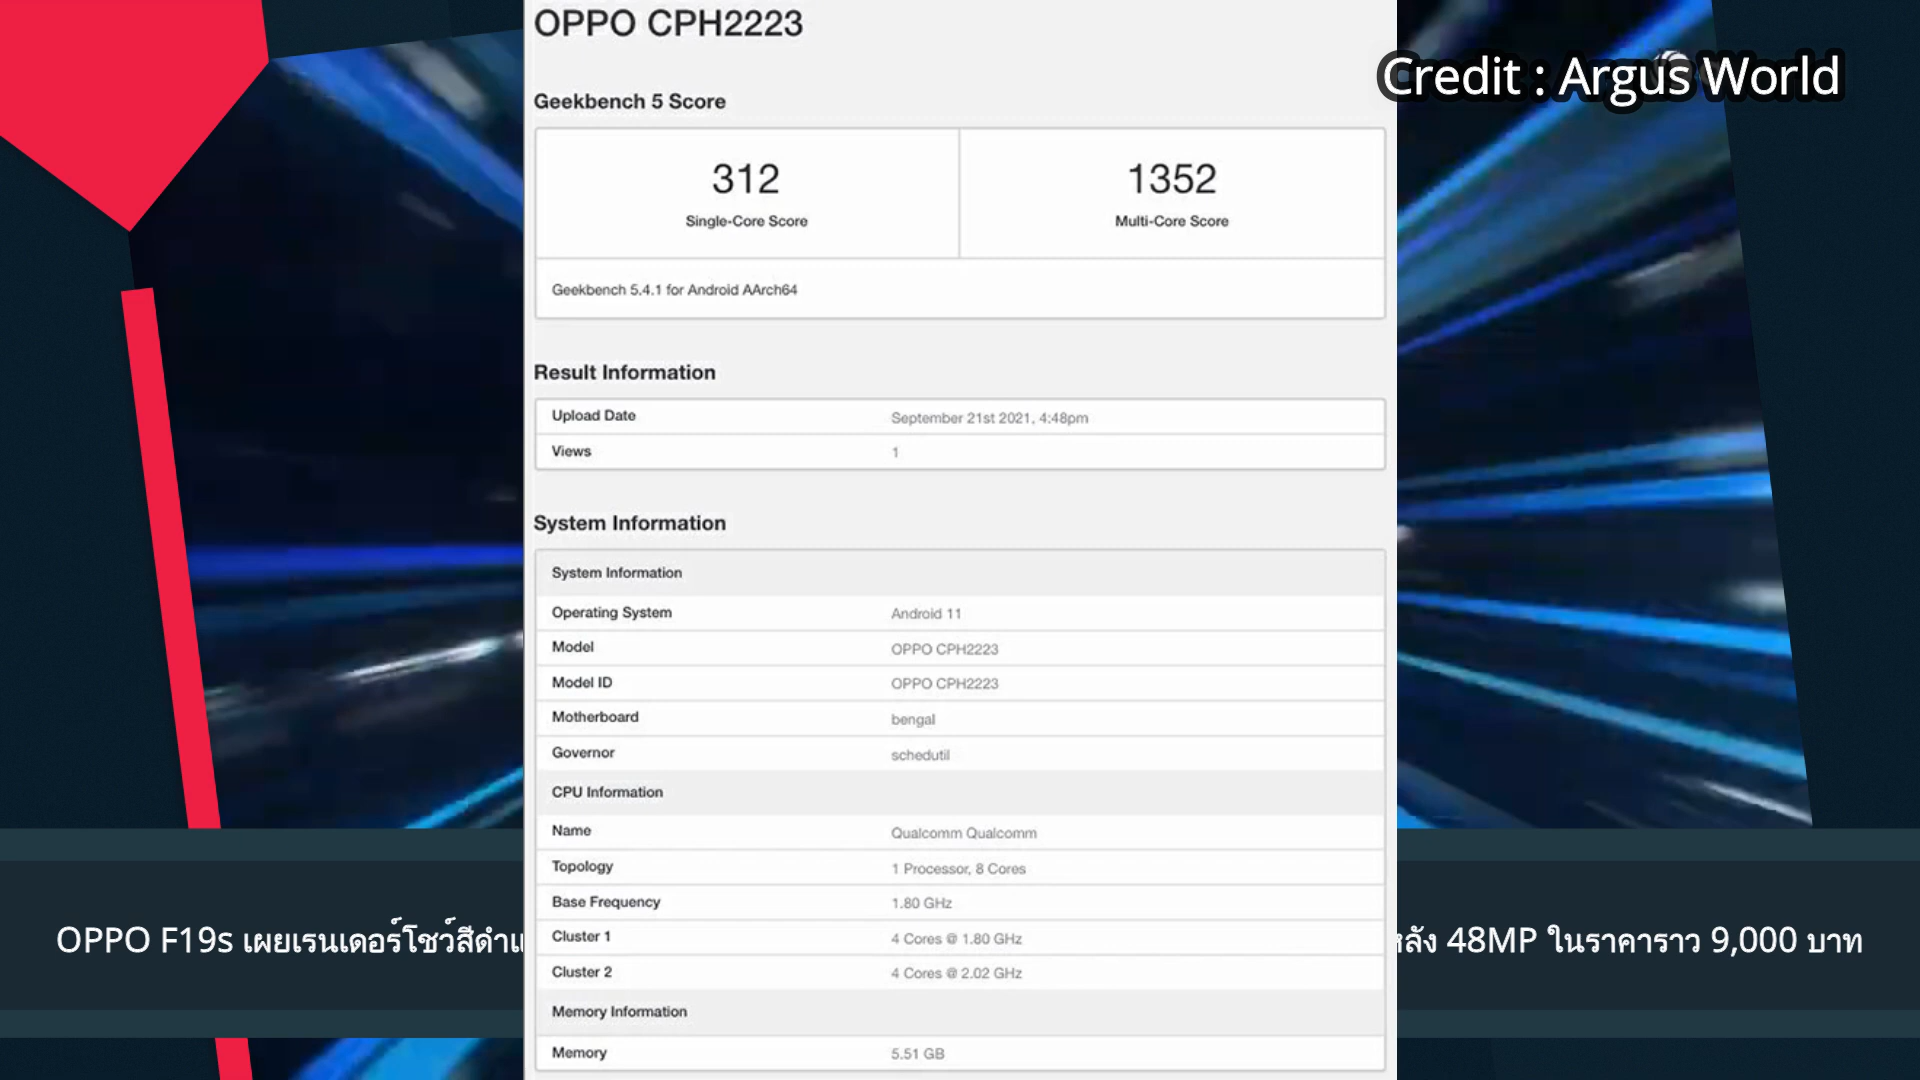 OPPO CPH2223
Credit : Argus World
Geekbench 5 Score
312
Single-Core Score
1352
Multi-Core Score
Geekbench 5.4.1 for Android AArch64
Result Information
Upload Date September 21st 2021, 4:48pm
Views 1
System Information
System Information
Operating System Android 11
Model OPPO CPH2223
Model ID OPPO CPH2223
Motherboard bengal
Governor schedutil
CPU Information
Name Qualcomm Qualcomm
Topology 1 Processor, 8 Cores
Base Frequency 1.80 GHz
Cluster 1 4 Cores @ 1.80 GHz
Cluster 2 4 Cores @ 2.02 GHz
Memory Information
Memory 5.51 GB
OPPO F19s เผยเรนเดอร์โชว์สีดำ
48MP ในราคาราว 9,000 บาท